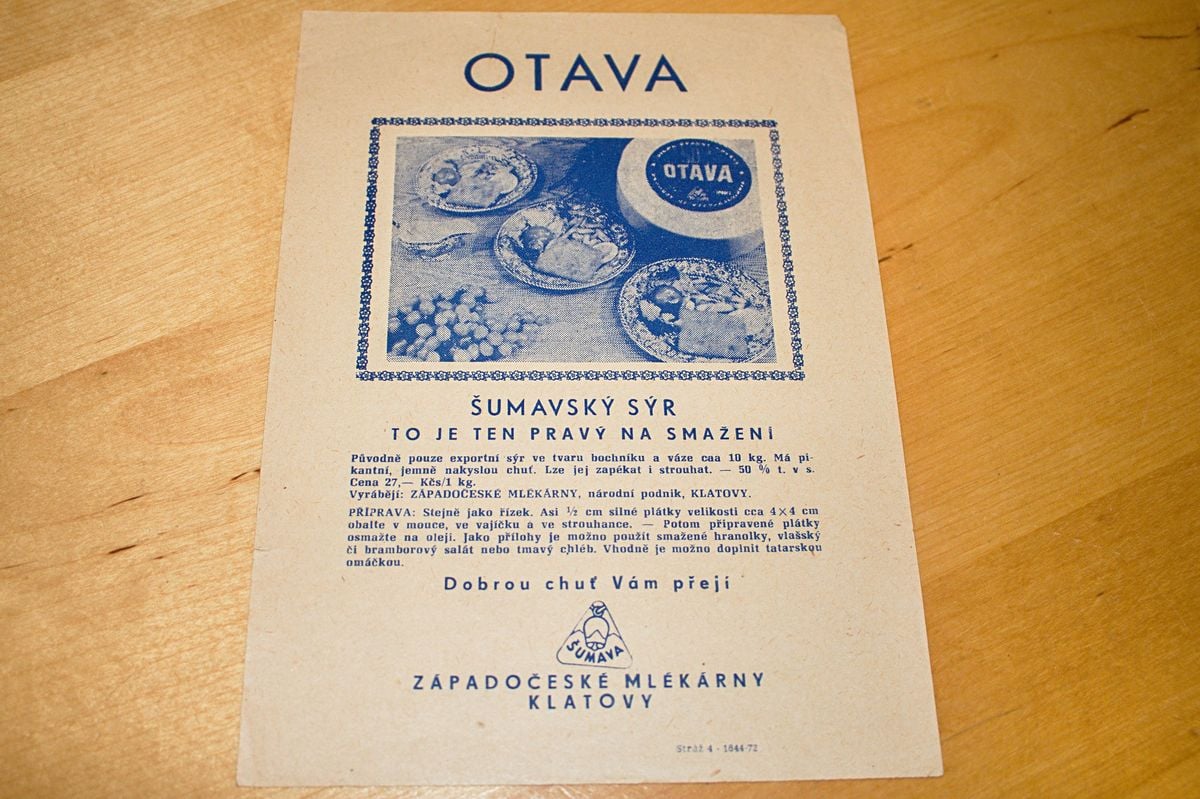 OTAVA
OTAVA
ŠUMAVSKÝ SÝR
TO JE TEN PRAVÝ NA SMAŽENÍ
Původně pouze exportní sýr ve tvaru bochníku a váze caa 10 kg. Má pi-
kantní, jemně nakyslou chuť. Lze jej zapékat i strouhat. — 50 % t. v s.
Cena 27,— Kčs/1 kg.
Vyrábějí: ZÁPADOČESKÉ MLÉKÁRNY, národní podnik, KLATOVY.
PŘÍPRAVA: Stejně jako řízek. Asi ½ cm silné plátky velikosti cca 4×4 cm
obalte v mouce, ve vajíčku a ve strouhance. — Potom připravené plátky
osmažte na oleji. Jako přílohy je možno použít smažené hranolky, vlašský
či bramborový salát nebo tmavý chléb. Vhodně je možno doplnit tatarskou
omáčkou.
Dobrou chuť Vám přejí
ŠUMAVA
ZÁPADOČESKÉ MLÉKÁRNY
KLATOVY
Stráž 4 - 1844-72